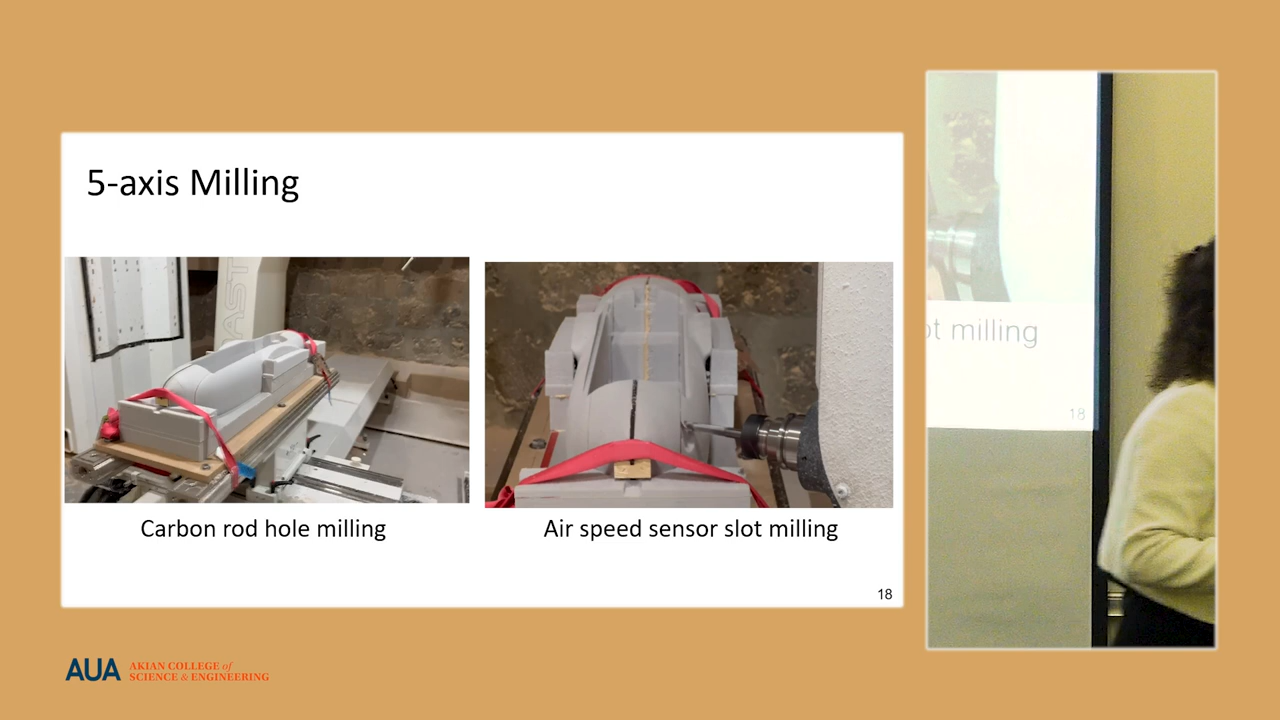 5-axis Milling
AST
Carbon rod hole milling
Air speed sensor slot milling
18
ot milling
18
AUA AKIAN COLLEGE of
SCIENCE & ENGINEERING